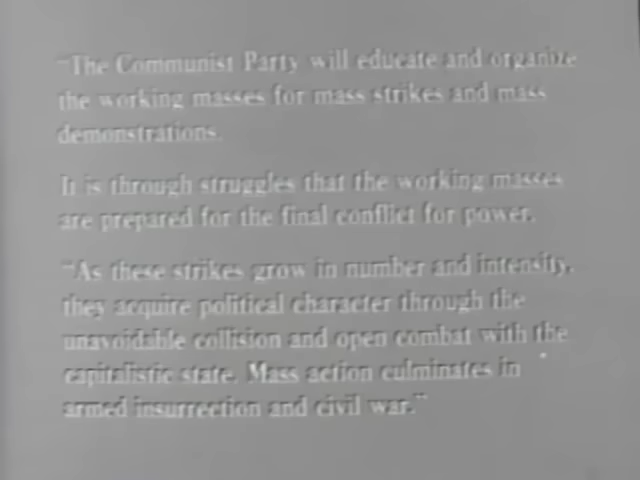 "The Communist Party will educate and organize
the working masses for mass strikes and mass
demonstrations.
It is through struggles that the working masses
are prepared for the final conflict for power.
"As these strikes grow in number and intensity,
they acquire political character through the
unavoidable collision and open combat with the
capitalistic state. Mass action culminates in
armed insurrection and civil war."